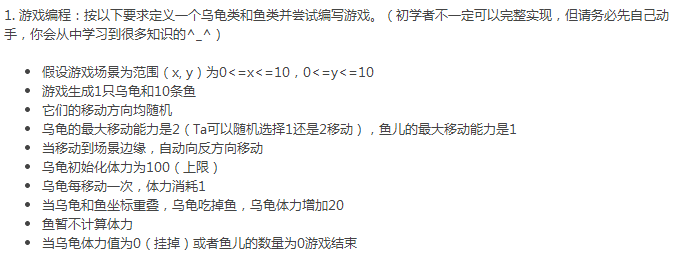 1. 游戏编程：按以下要求定义一个乌龟类和鱼类并尝试编写游戏。（初学者不一定可以完整实现，但请务必先自己动
手，你会从中学习到很多知识的^_^）
• 假设游戏场景为范围（x, y）为0<=x<=10，0<=y<=10
• 游戏生成1只乌龟和10条鱼
• 它们的移动方向均随机
• 乌龟的最大移动能力是2（Ta可以随机选择1还是2移动），鱼儿的最大移动能力是1
• 当移动到场景边缘，自动向反方向移动
• 乌龟初始化体力为100（上限）
• 乌龟每移动一次，体力消耗1
• 当乌龟和鱼坐标重叠，乌龟吃掉鱼，乌龟体力增加20
• 鱼暂不计算体力
• 当乌龟体力值为0（挂掉）或者鱼儿的数量为0游戏结束